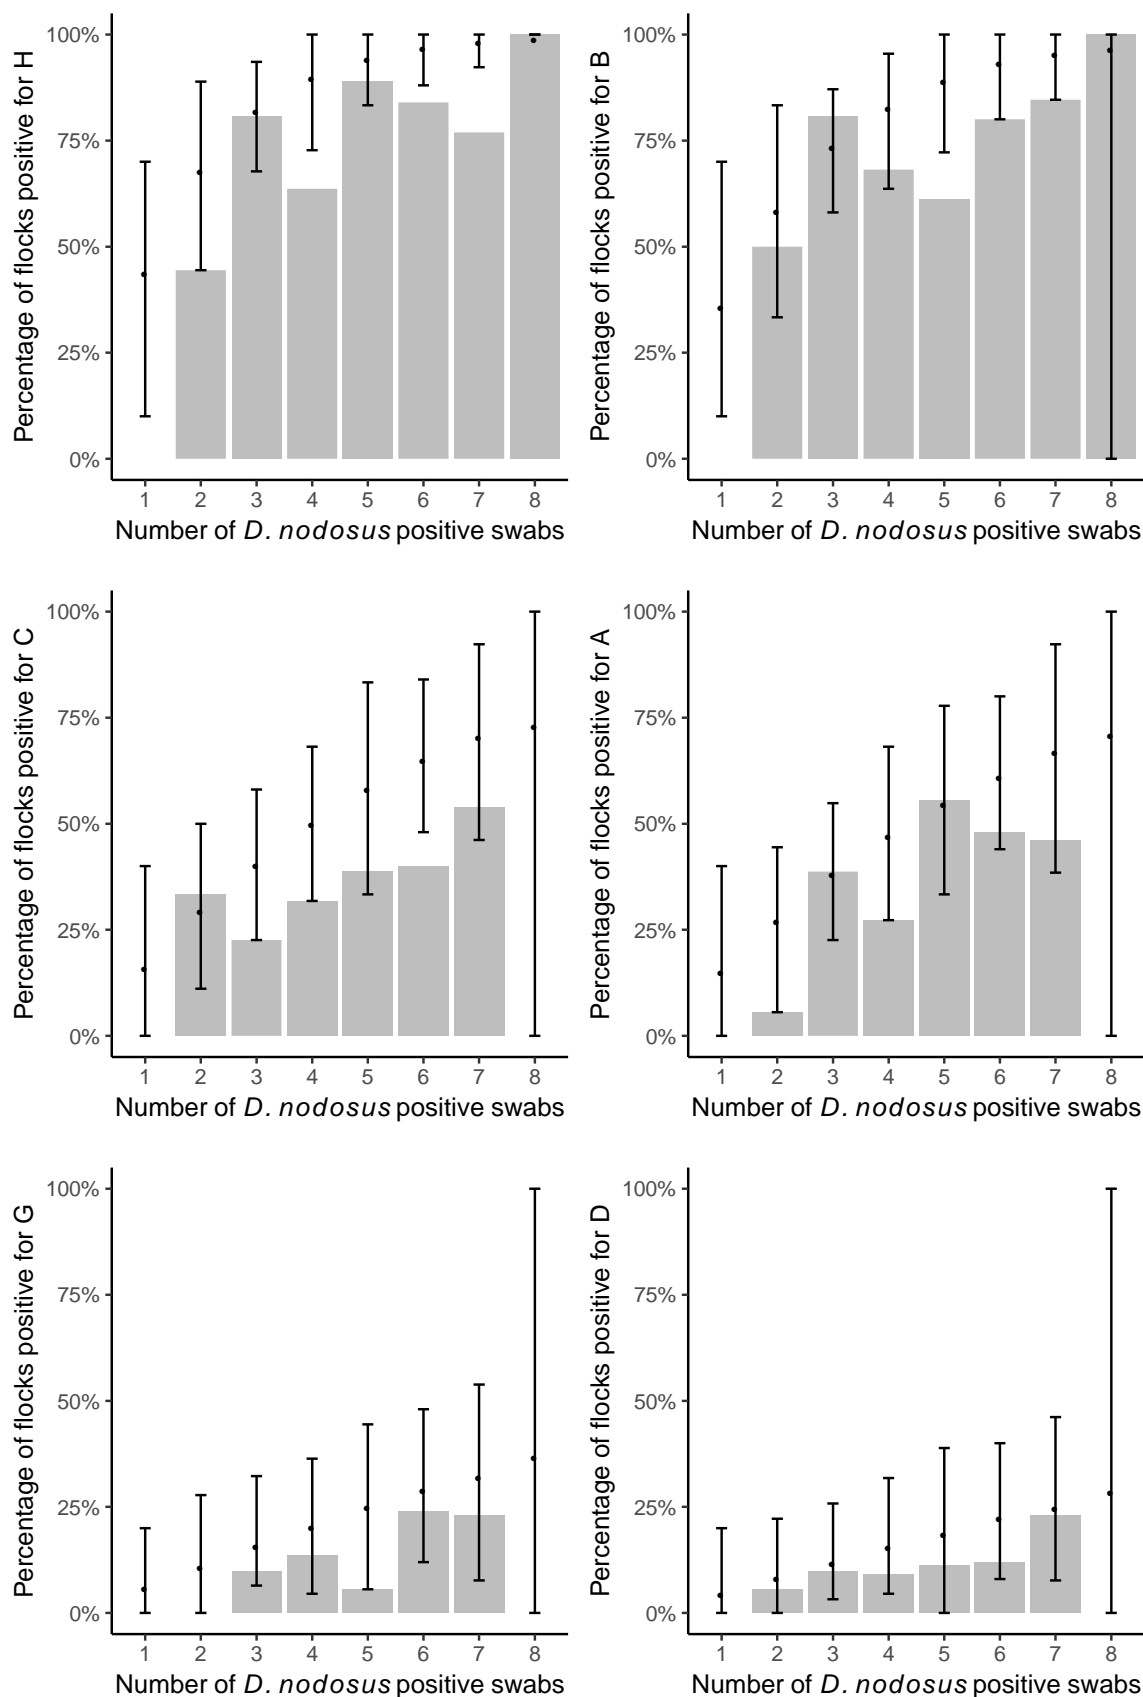 Percentage of flocks positive for H
100%
75%
50%
25%
0%
1 2 3 4 5 6 7 8
Number of D. nodosus positive swabs
Percentage of flocks positive for B
100%
75%
50%
25%
0%
1 2 3 4 5 6 7 8
Number of D. nodosus positive swabs
Percentage of flocks positive for C
100%
75%
50%
25%
0%
1 2 3 4 5 6 7 8
Number of D. nodosus positive swabs
Percentage of flocks positive for A
100%
75%
50%
25%
0%
1 2 3 4 5 6 7 8
Number of D. nodosus positive swabs
Percentage of flocks positive for G
100%
75%
50%
25%
0%
1 2 3 4 5 6 7 8
Number of D. nodosus positive swabs
Percentage of flocks positive for D
100%
75%
50%
25%
0%
1 2 3 4 5 6 7 8
Number of D. nodosus positive swabs